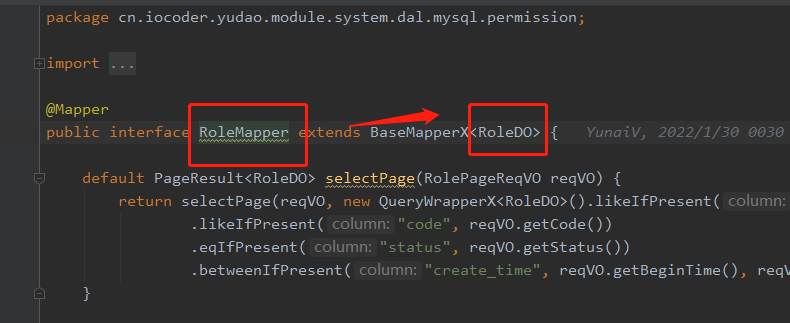 package cn.iocoder.yudao.module.system.dal.mysql.permission;
import ...
@Mapper
public interface RoleMapper extends BaseMapperX<RoleDO> { YunaiV, 2022/1/30 0030
default PageResult<RoleDO> selectPage(RolePageReqVO reqVO) {
return selectPage(reqVO, new QueryWrapperX<RoleDO>().likeIfPresent( column:
.likeIfPresent( column: "code", reqVO.getCode())
.eqIfPresent( column: "status", reqVO.getStatus())
.betweenIfPresent( column: "create_time", reqVO.getBeginTime(), reqV
}